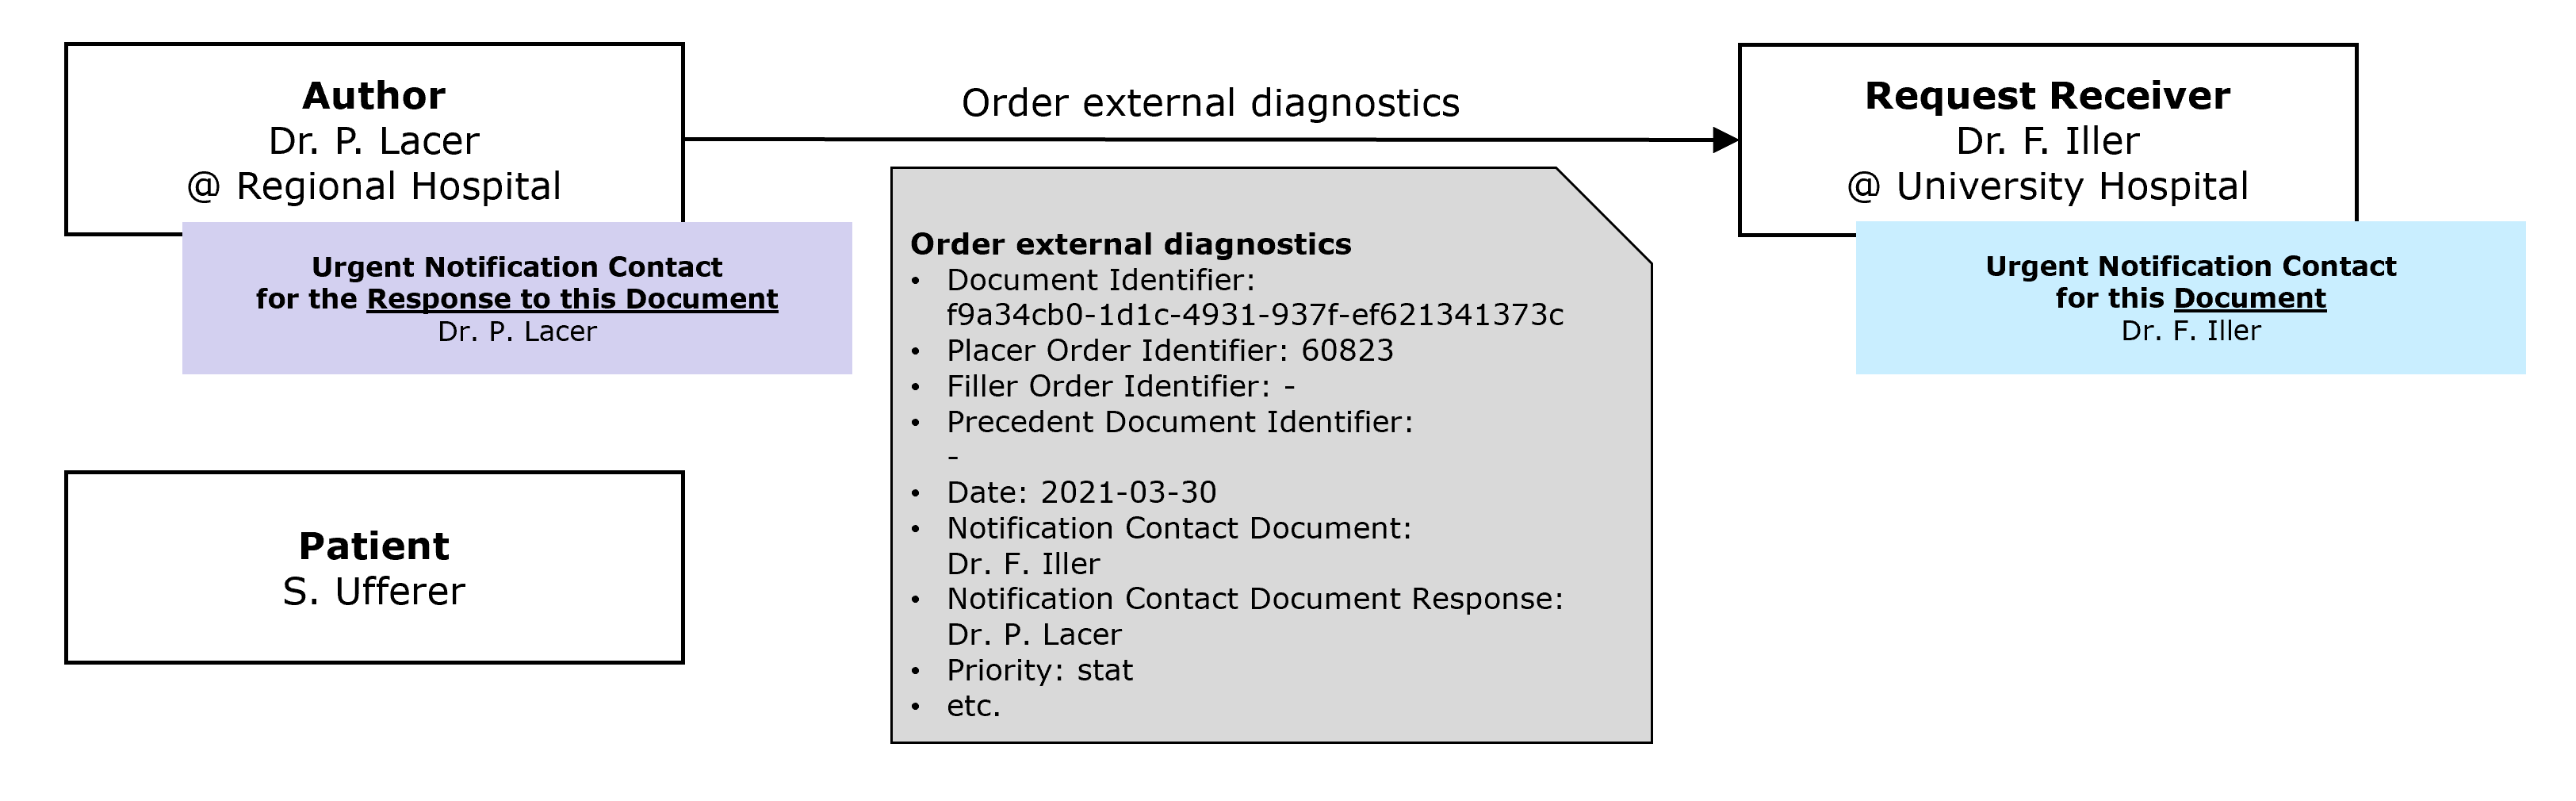 Author
Dr. P. Lacer
@ Regional Hospital
Urgent Notification Contact
for the Response to this Document
Dr. P. Lacer
Patient
S. Ufferer
Order external diagnostics
Order external diagnostics
• Document Identifier:
f9a34cb0-1d1c-4931-937f-ef621341373c
• Placer Order Identifier: 60823
• Filler Order Identifier: -
• Precedent Document Identifier:
-
• Date: 2021-03-30
• Notification Contact Document:
Dr. F. Iller
• Notification Contact Document Response:
Dr. P. Lacer
• Priority: stat
• etc.
Request Receiver
Dr. F. Iller
@ University Hospital
Urgent Notification Contact
for this Document
Dr. F. Iller